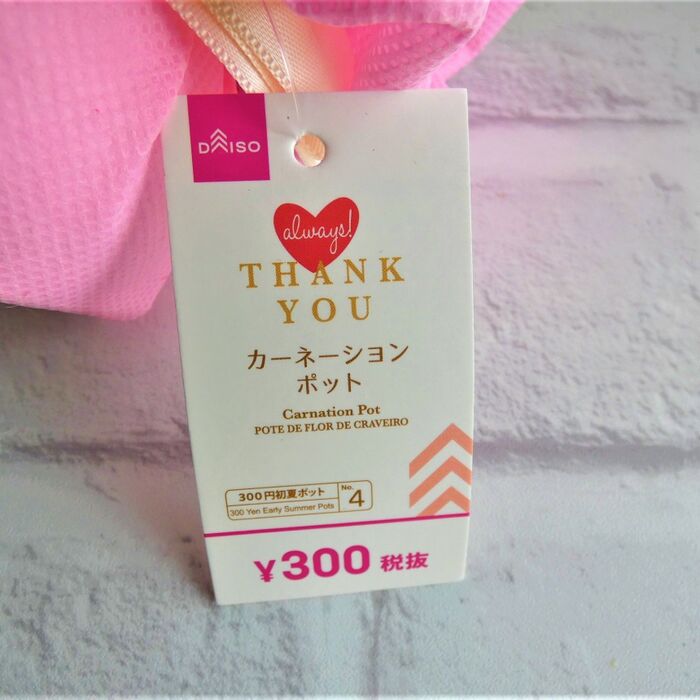 DAISO
always!
THANK
YOU
カーネーション
ポット
Carnation Pot
POTE DE FLOR DE CRAVEIRO
300円初夏ポット No.
300 Yen Early Summer Pots 4
¥300 税抜